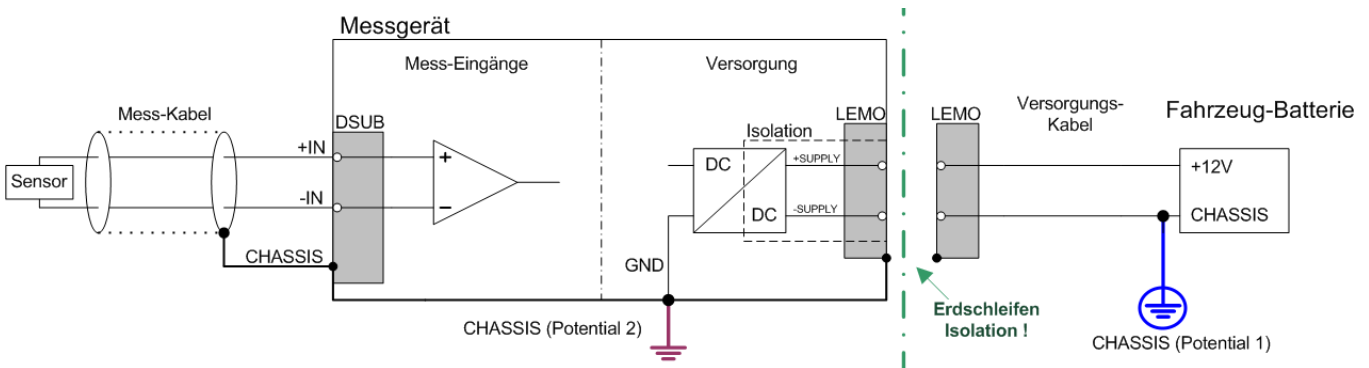 Messgerät
Mess-Eingänge
Versorgung
Mess-Kabel
DSUB
LEMO
LEMO
Versorgungs-
Kabel
Fahrzeug-Batterie
Isolation
+IN
+
DC
+SUPPLY
+12V
Sensor
-IN
−
DC
-SUPPLY
CHASSIS
CHASSIS
GND
Erdschleifen
Isolation !
CHASSIS (Potential 2)
CHASSIS (Potential 1)